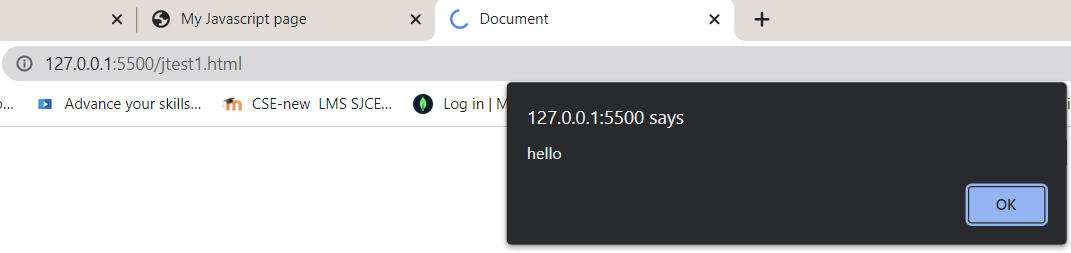 My Javascript page
Document
127.0.0.1:5500/jtest1.html
Advance your skills...
CSE-new LMS SJCE...
Log in | M
127.0.0.1:5500 says
hello
OK